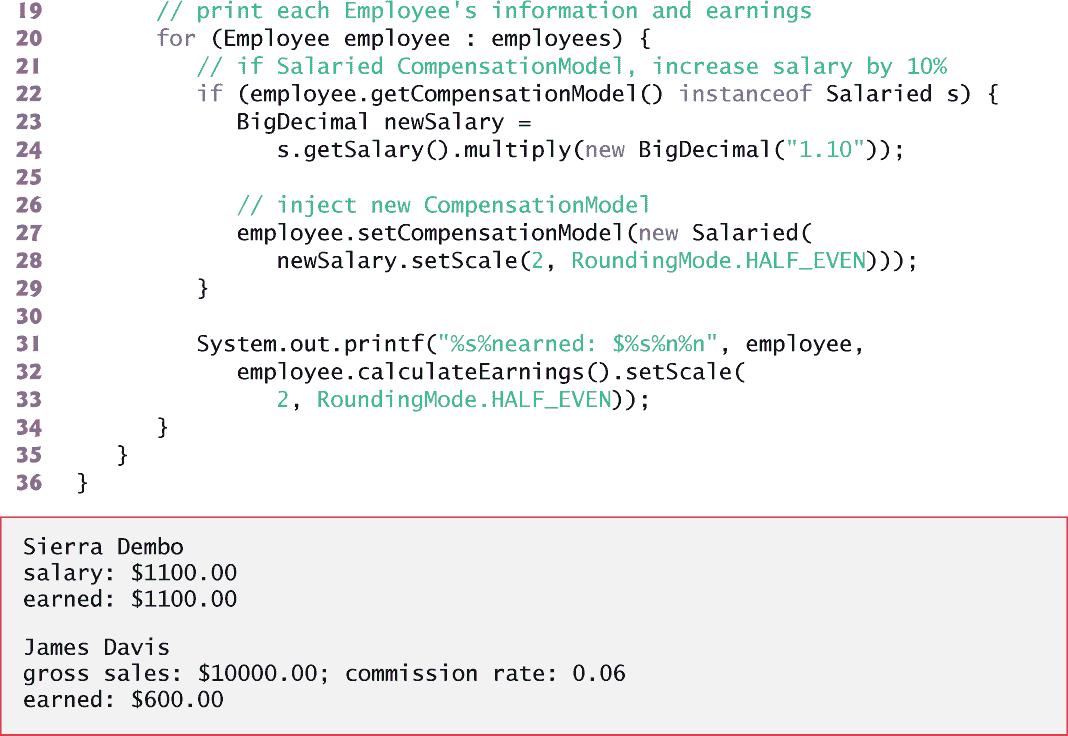 19 // print each Employee's information and earnings
20 for (Employee employee : employees) {
21 // if Salaried CompensationModel, increase salary by 10%
22 if (employee.getCompensationModel() instanceof Salaried s) {
23 BigDecimal newSalary =
24 s.getSalary().multiply(new BigDecimal("1.10"));
25
26 // inject new CompensationModel
27 employee.setCompensationModel(new Salaried(
28 newSalary.setScale(2, RoundingMode.HALF_EVEN)));
29 }
30
31 System.out.printf("%s%nearned: $%s%n%n", employee,
32 employee.calculateEarnings().setScale(
33 2, RoundingMode.HALF_EVEN));
34 }
35 }
36 }
Sierra Dembo
salary: $1100.00
earned: $1100.00
James Davis
gross sales: $10000.00; commission rate: 0.06
earned: $600.00